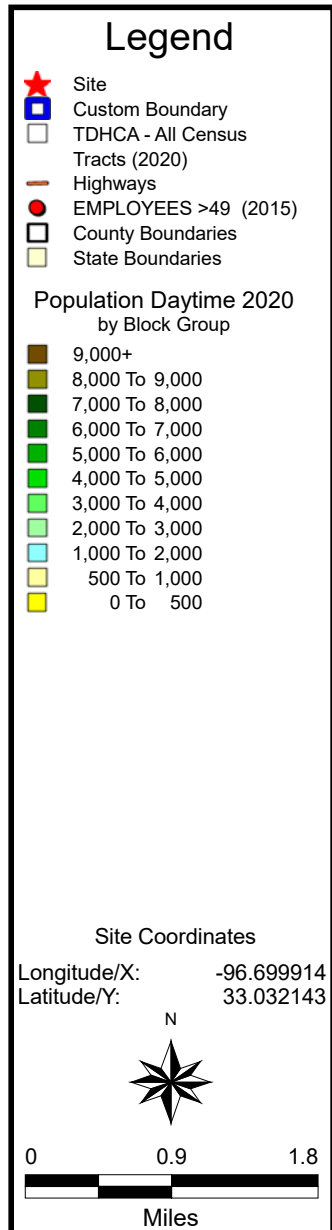 Legend
Site
Custom Boundary
TDHCA - All Census
Tracts (2020)
Highways
EMPLOYEES >49 (2015)
County Boundaries
State Boundaries
Population Daytime 2020
by Block Group
9,000+
8,000 To 9,000
7,000 To 8,000
6,000 To 7,000
5,000 To 6,000
4,000 To 5,000
3,000 To 4,000
2,000 To 3,000
1,000 To 2,000
500 To 1,000
0 To 500
Site Coordinates
Longitude/X: -96.699914
Latitude/Y: 33.032143
N
0 0.9 1.8
Miles